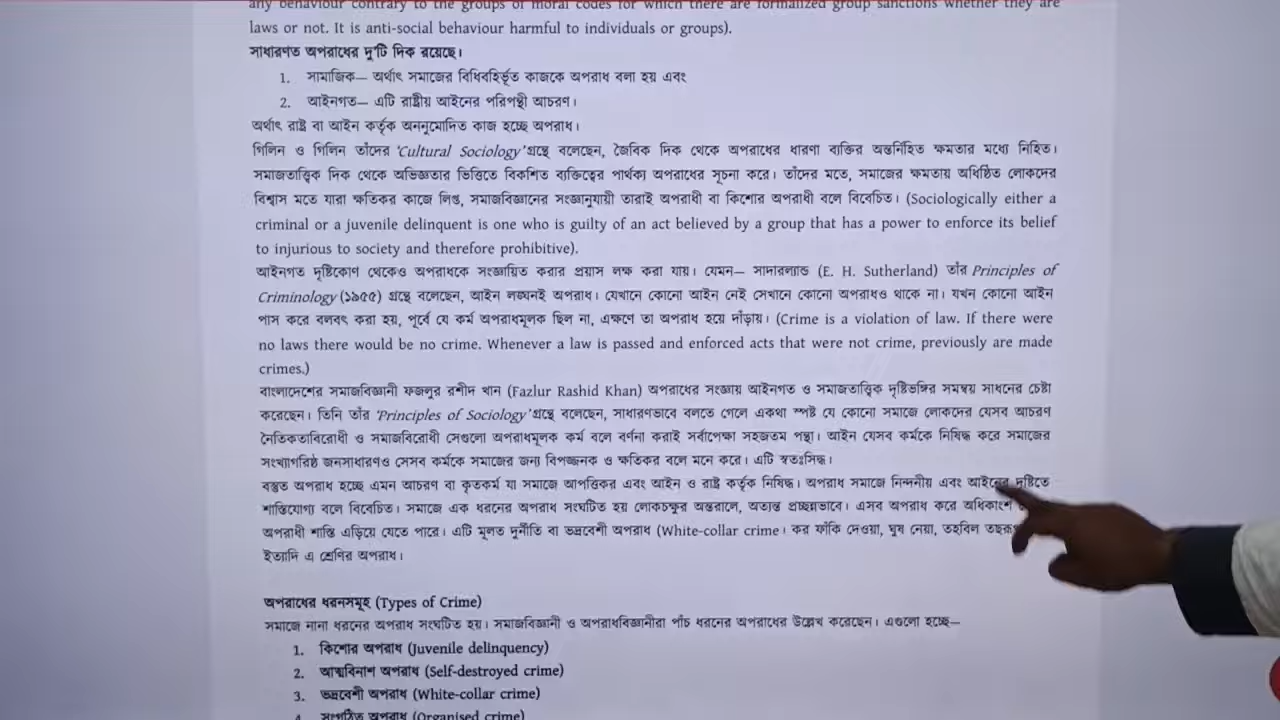 any behaviour contrary to the groups of moral codes for which there are formalized group sanctions whether they are
laws or not. It is anti-social behaviour harmful to individuals or groups).
সাধারণত অপরাধের দু'টি দিক রয়েছে।
1. সামাজিক— অর্থাৎ সমাজের বিধিবহির্ভূত কাজকে অপরাধ বলা হয় এবং
2. আইনগত— এটি রাষ্ট্রীয় আইনের পরিপন্থী আচরণ।
অর্থাৎ রাষ্ট্র বা আইন কর্তৃক অননুমোদিত কাজ হচ্ছে অপরাধ।
গিলিন ও গিলিন তাঁদের 'Cultural Sociology' গ্রন্থে বলেছেন, জৈবিক দিক থেকে অপরাধের ধারণা ব্যক্তির অন্তর্নিহিত ক্ষমতার মধ্যে নিহিত।
সমাজতাত্ত্বিক দিক থেকে অভিজ্ঞতার ভিত্তিতে বিকশিত ব্যক্তিত্বের পার্থক্য অপরাধের সূচনা করে। তাঁদের মতে, সমাজের ক্ষমতায় অধিষ্ঠিত লোকদের
বিশ্বাস মতে যারা ক্ষতিকর কাজে লিপ্ত, সমাজবিজ্ঞানের সংজ্ঞানুযায়ী তারাই অপরাধী বা কিশোর অপরাধী বলে বিবেচিত। (Sociologically either a
criminal or a juvenile delinquent is one who is guilty of an act believed by a group that has a power to enforce its belief
to injurious to society and therefore prohibitive).
আইনগত দৃষ্টিকোণ থেকেও অপরাধকে সংজ্ঞায়িত করার প্রয়াস লক্ষ করা যায়। যেমন— সাদারল্যান্ড (E. H. Sutherland) তাঁর Principles of
Criminology (১৯৫৫) গ্রন্থে বলেছেন, আইন লঙ্ঘনই অপরাধ। যেখানে কোনো আইন নেই সেখানে কোনো অপরাধও থাকে না। যখন কোনো আইন
পাস করে বলবৎ করা হয়, পূর্বে যে কর্ম অপরাধমূলক ছিল না, এক্ষণে তা অপরাধ হয়ে দাঁড়ায়। (Crime is a violation of law. If there were
no laws there would be no crime. Whenever a law is passed and enforced acts that were not crime, previously are made
crimes.)
বাংলাদেশের সমাজবিজ্ঞানী ফজলুর রশীদ খান (Fazlur Rashid Khan) অপরাধের সংজ্ঞায় আইনগত ও সমাজতাত্ত্বিক দৃষ্টিভঙ্গির সমন্বয় সাধনের চেষ্টা
করেছেন। তিনি তাঁর 'Principles of Sociology' গ্রন্থে বলেছেন, সাধারণভাবে বলতে গেলে একথা স্পষ্ট যে কোনো সমাজে লোকদের যেসব আচরণ
নৈতিকতাবিরোধী ও সমাজবিরোধী সেগুলো অপরাধমূলক কর্ম বলে বর্ণনা করাই সর্বাপেক্ষা সহজতম পন্থা। আইন যেসব কর্মকে নিষিদ্ধ করে সমাজের
সংখ্যাগরিষ্ঠ জনসাধারণও সেসব কর্মকে সমাজের জন্য বিপজ্জনক ও ক্ষতিকর বলে মনে করে। এটি স্বতঃসিদ্ধ।
বস্তুত অপরাধ হচ্ছে এমন আচরণ বা কৃতকর্ম যা সমাজে আপত্তিকর এবং আইন ও রাষ্ট্র কর্তৃক নিষিদ্ধ। অপরাধ সমাজে নিন্দনীয় এবং আইনের দৃষ্টিতে
শাস্তিযোগ্য বলে বিবেচিত। সমাজে এক ধরনের অপরাধ সংঘটিত হয় লোকচক্ষুর অন্তরালে, অত্যন্ত প্রচ্ছন্নভাবে। এসব অপরাধ করে অধিকাংশ
অপরাধী শাস্তি এড়িয়ে যেতে পারে। এটি মূলত দুর্নীতি বা ভদ্রবেশী অপরাধ (White-collar crime। কর ফাঁকি দেওয়া, ঘুষ নেয়া, তহবিল
ইত্যাদি এ শ্রেণির অপরাধ।
অপরাধের ধরনসমূহ (Types of Crime)
সমাজে নানা ধরনের অপরাধ সংঘটিত হয়। সমাজবিজ্ঞানী ও অপরাধবিজ্ঞানীরা পাঁচ ধরনের অপরাধের উল্লেখ করেছেন। এগুলো হচ্ছে—
1. কিশোর অপরাধ (Juvenile delinquency)
2. আত্মবিনাশ অপরাধ (Self-destroyed crime)
3. ভদ্রবেশী অপরাধ (White-collar crime)
4. সংগঠিত অপরাধ (Organised crime)